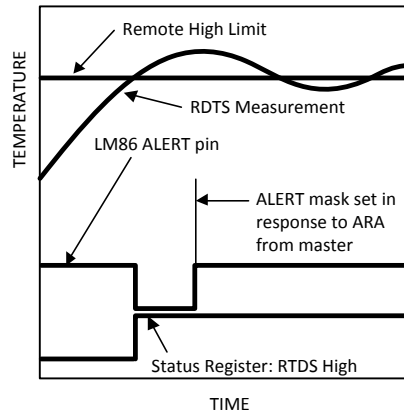 Remote High Limit
RDTS Measurement
LM86 ALERT pin
TEMPERATURE
ALERT mask set in
response to ARA
from master
Status Register: RTDS High
TIME